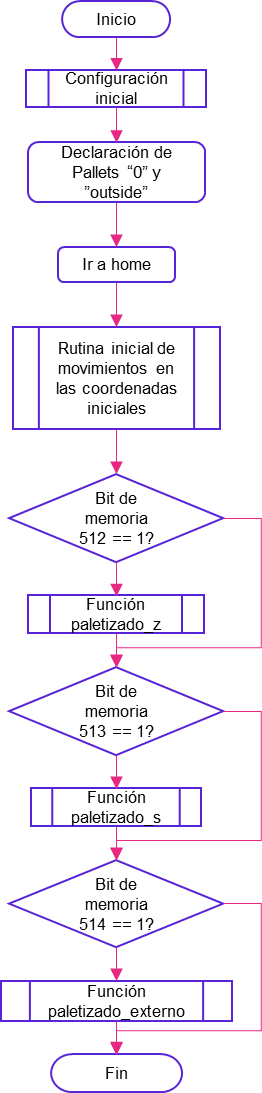 Inicio
Configuración
inicial
Declaración de
Pallets “0” y
”outside”
Ir a home
Rutina inicial de
movimientos en
las coordenadas
iniciales
Bit de
memoria
512 == 1?
Función
paletizado_z
Bit de
memoria
513 == 1?
Función
paletizado_s
Bit de
memoria
514 == 1?
Función
paletizado_externo
Fin